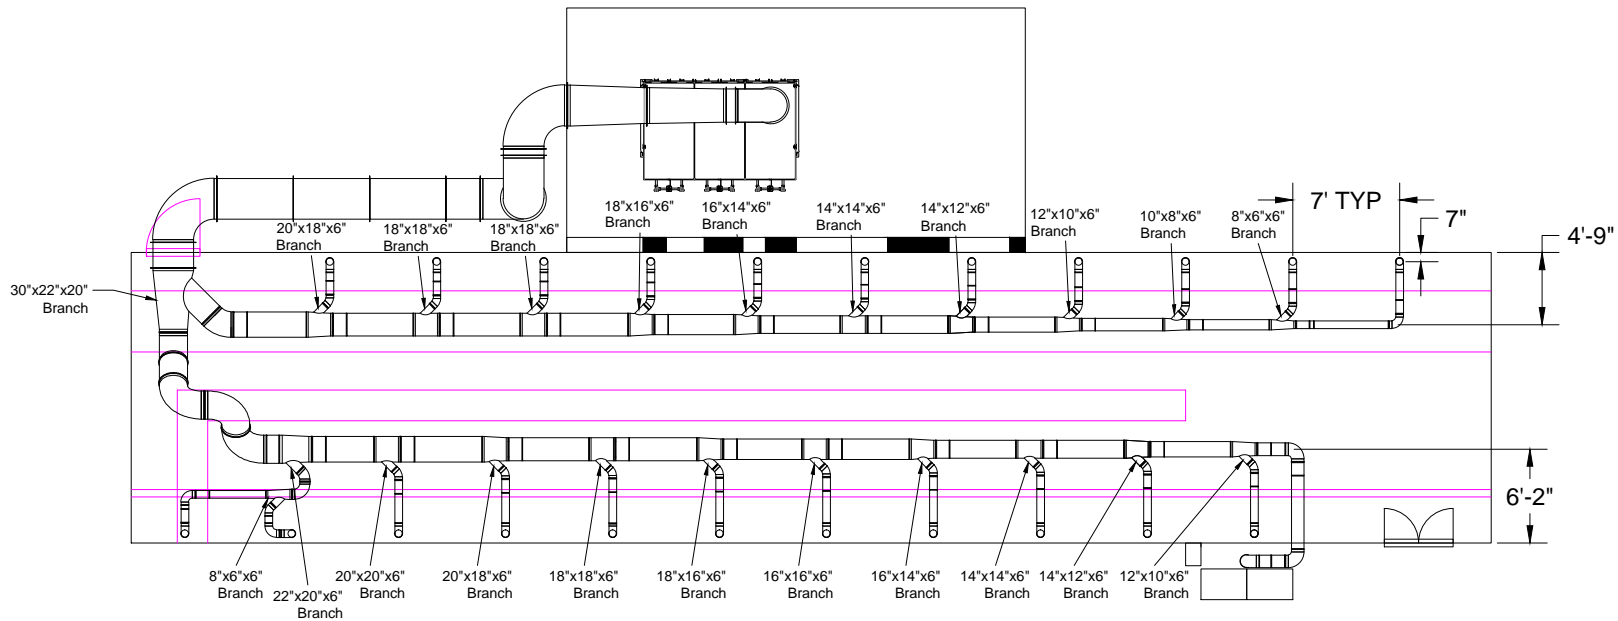 18"x16"x6"
Branch
16"x14"x6"
Branch
14"x14"x6"
Branch
14"x12"x6"
Branch
12"x10"x6"
Branch
10"x8"x6"
Branch
8"x6"x6"
Branch
7' TYP
7"
4'-9"
20"x18"x6"
Branch
18"x18"x6"
Branch
18"x18"x6"
Branch
30"x22"x20"
Branch
6'-2"
8"x6"x6"
Branch
22"x20"x6"
Branch
20"x20"x6"
Branch
20"x18"x6"
Branch
18"x18"x6"
Branch
18"x16"x6"
Branch
16"x16"x6"
Branch
16"x14"x6"
Branch
14"x14"x6"
Branch
14"x12"x6"
Branch
12"x10"x6"
Branch